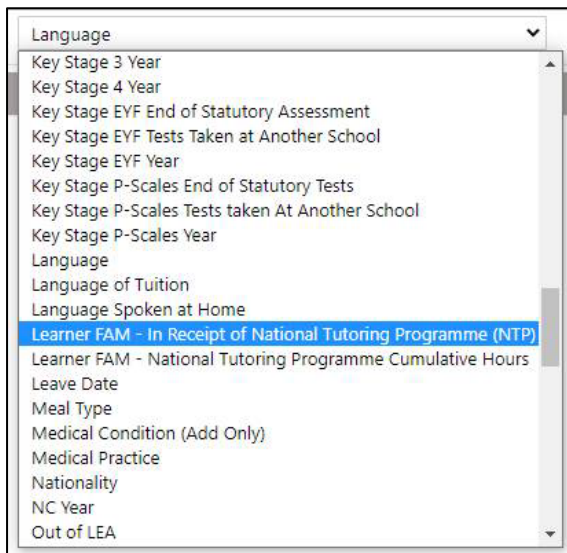 Language
Key Stage 3 Year
Key Stage 4 Year
Key Stage EYF End of Statutory Assessment
Key Stage EYF Tests Taken at Another School
Key Stage EYF Year
Key Stage P-Scales End of Statutory Tests
Key Stage P-Scales Tests taken At Another School
Key Stage P-Scales Year
Language
Language of Tuition
Language Spoken at Home
Learner FAM - In Receipt of National Tutoring Programme (NTP)
Learner FAM - National Tutoring Programme Cumulative Hours
Leave Date
Meal Type
Medical Condition (Add Only)
Medical Practice
Nationality
NC Year
Out of LEA